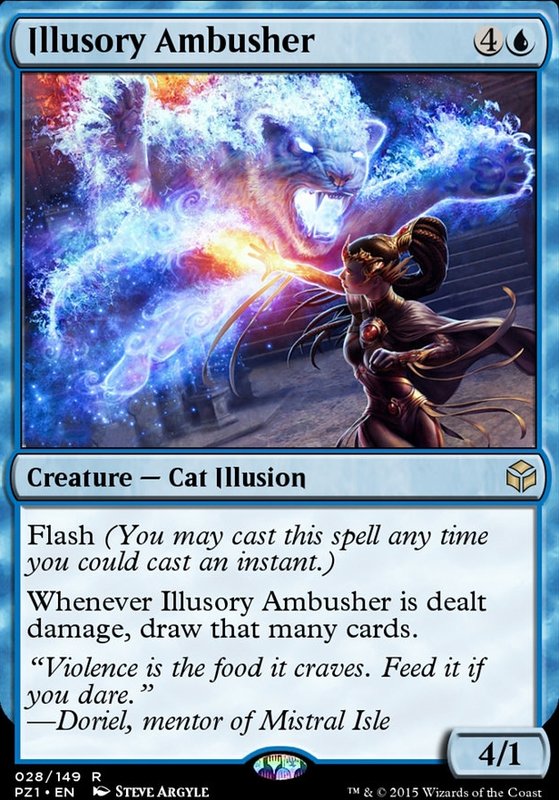 Illusory Ambusher 4
Creature — Cat Illusion
Flash (You may cast this spell any time
you could cast an instant.)
Whenever Illusory Ambusher is dealt
damage, draw that many cards.
“Violence is the food it craves. Feed it if
you dare.”
—Doriel, mentor of Mistral Isle
4/1
028/149 R
PZ1 • EN STEVE ARGYLE
™ & © 2015 Wizards of the Coast